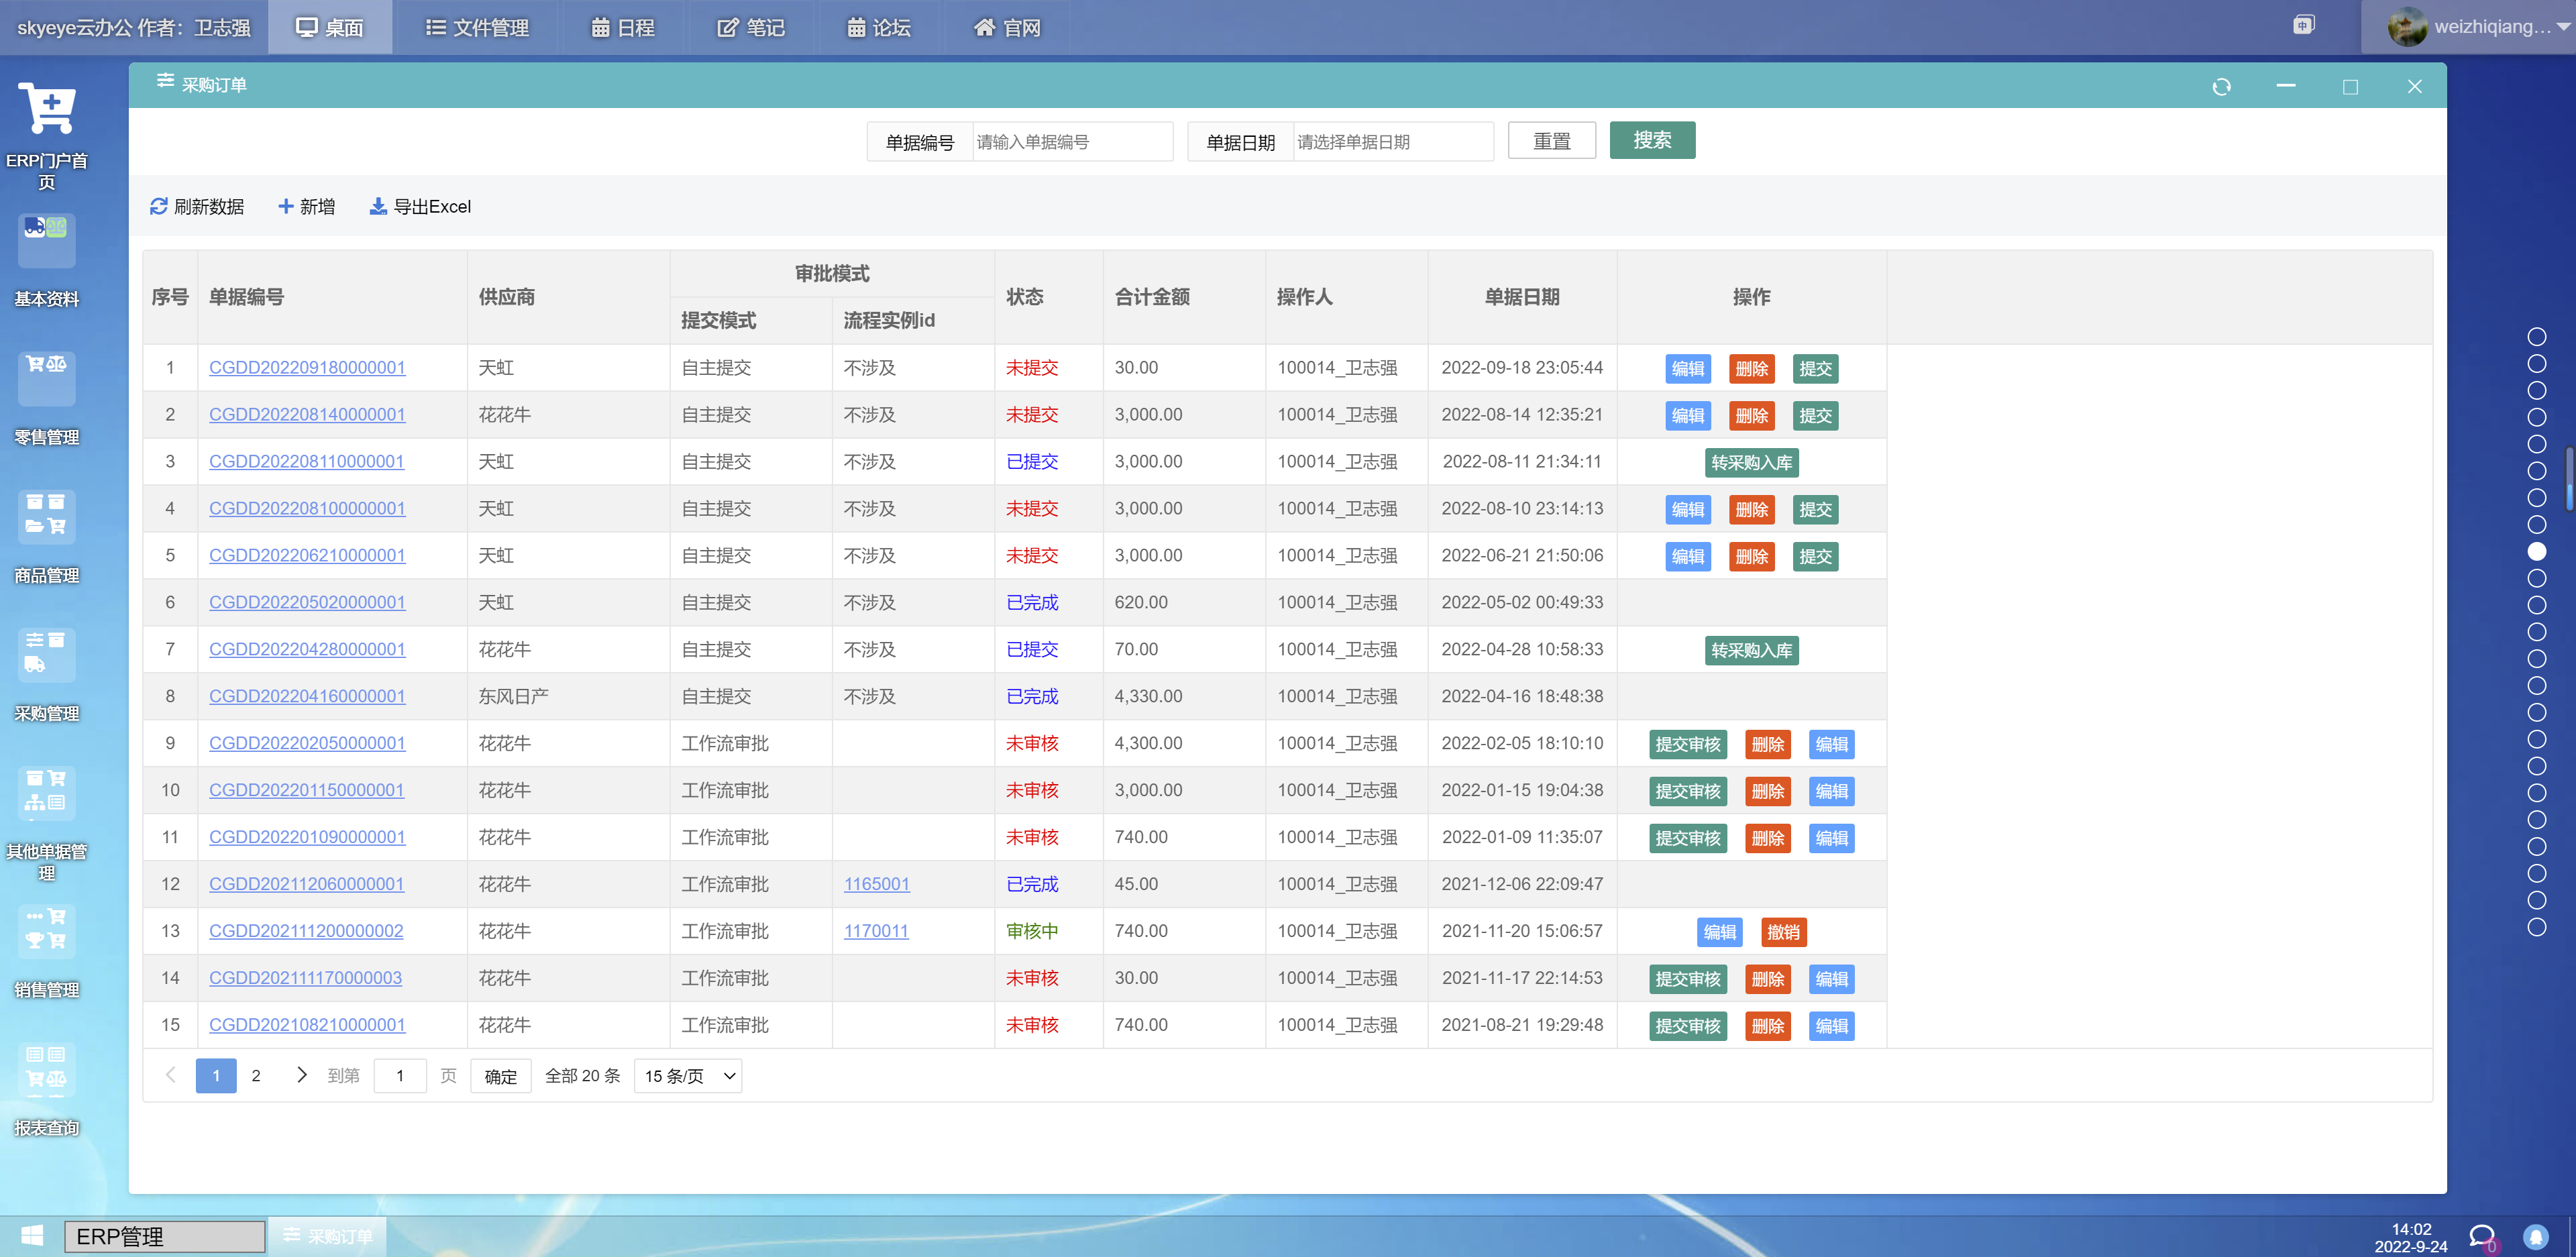 skyeye云办公 作者：卫志强 桌面 文件管理 日程 笔记 论坛 官网 中 weizhiqiang...
采购订单
单据编号 请输入单据编号 单据日期 请选择单据日期 重置 搜索
刷新数据 新增 导出Excel
ERP门户首
页
基本资料
零售管理
商品管理
采购管理
其他单据管
理
销售管理
报表查询
序号 单据编号 供应商 审批模式 状态 合计金额 操作人 单据日期 操作
提交模式 流程实例id
1 CGDD202209180000001 天虹 自主提交 不涉及 未提交 30.00 100014_卫志强 2022-09-18 23:05:44 编辑 删除 提交
2 CGDD202208140000001 花花牛 自主提交 不涉及 未提交 3,000.00 100014_卫志强 2022-08-14 12:35:21 编辑 删除 提交
3 CGDD202208110000001 天虹 自主提交 不涉及 已提交 3,000.00 100014_卫志强 2022-08-11 21:34:11 转采购入库
4 CGDD202208100000001 天虹 自主提交 不涉及 未提交 3,000.00 100014_卫志强 2022-08-10 23:14:13 编辑 删除 提交
5 CGDD202206210000001 天虹 自主提交 不涉及 未提交 3,000.00 100014_卫志强 2022-06-21 21:50:06 编辑 删除 提交
6 CGDD202205020000001 天虹 自主提交 不涉及 已完成 620.00 100014_卫志强 2022-05-02 00:49:33
7 CGDD202204280000001 花花牛 自主提交 不涉及 已提交 70.00 100014_卫志强 2022-04-28 10:58:33 转采购入库
8 CGDD202204160000001 东风日产 自主提交 不涉及 已完成 4,330.00 100014_卫志强 2022-04-16 18:48:38
9 CGDD202202050000001 花花牛 工作流审批 未审核 4,300.00 100014_卫志强 2022-02-05 18:10:10 提交审核 删除 编辑
10 CGDD202201150000001 花花牛 工作流审批 未审核 3,000.00 100014_卫志强 2022-01-15 19:04:38 提交审核 删除 编辑
11 CGDD202201090000001 花花牛 工作流审批 未审核 740.00 100014_卫志强 2022-01-09 11:35:07 提交审核 删除 编辑
12 CGDD202112060000001 花花牛 工作流审批 1165001 已完成 45.00 100014_卫志强 2021-12-06 22:09:47
13 CGDD202111200000002 花花牛 工作流审批 1170011 审核中 740.00 100014_卫志强 2021-11-20 15:06:57 编辑 撤销
14 CGDD202111170000003 花花牛 工作流审批 未审核 30.00 100014_卫志强 2021-11-17 22:14:53 提交审核 删除 编辑
15 CGDD202108210000001 花花牛 工作流审批 未审核 740.00 100014_卫志强 2021-08-21 19:29:48 提交审核 删除 编辑
1 2 到第 1 页 确定 全部 20 条 15 条/页
ERP管理 采购订单 14:02
2022-9-24 0